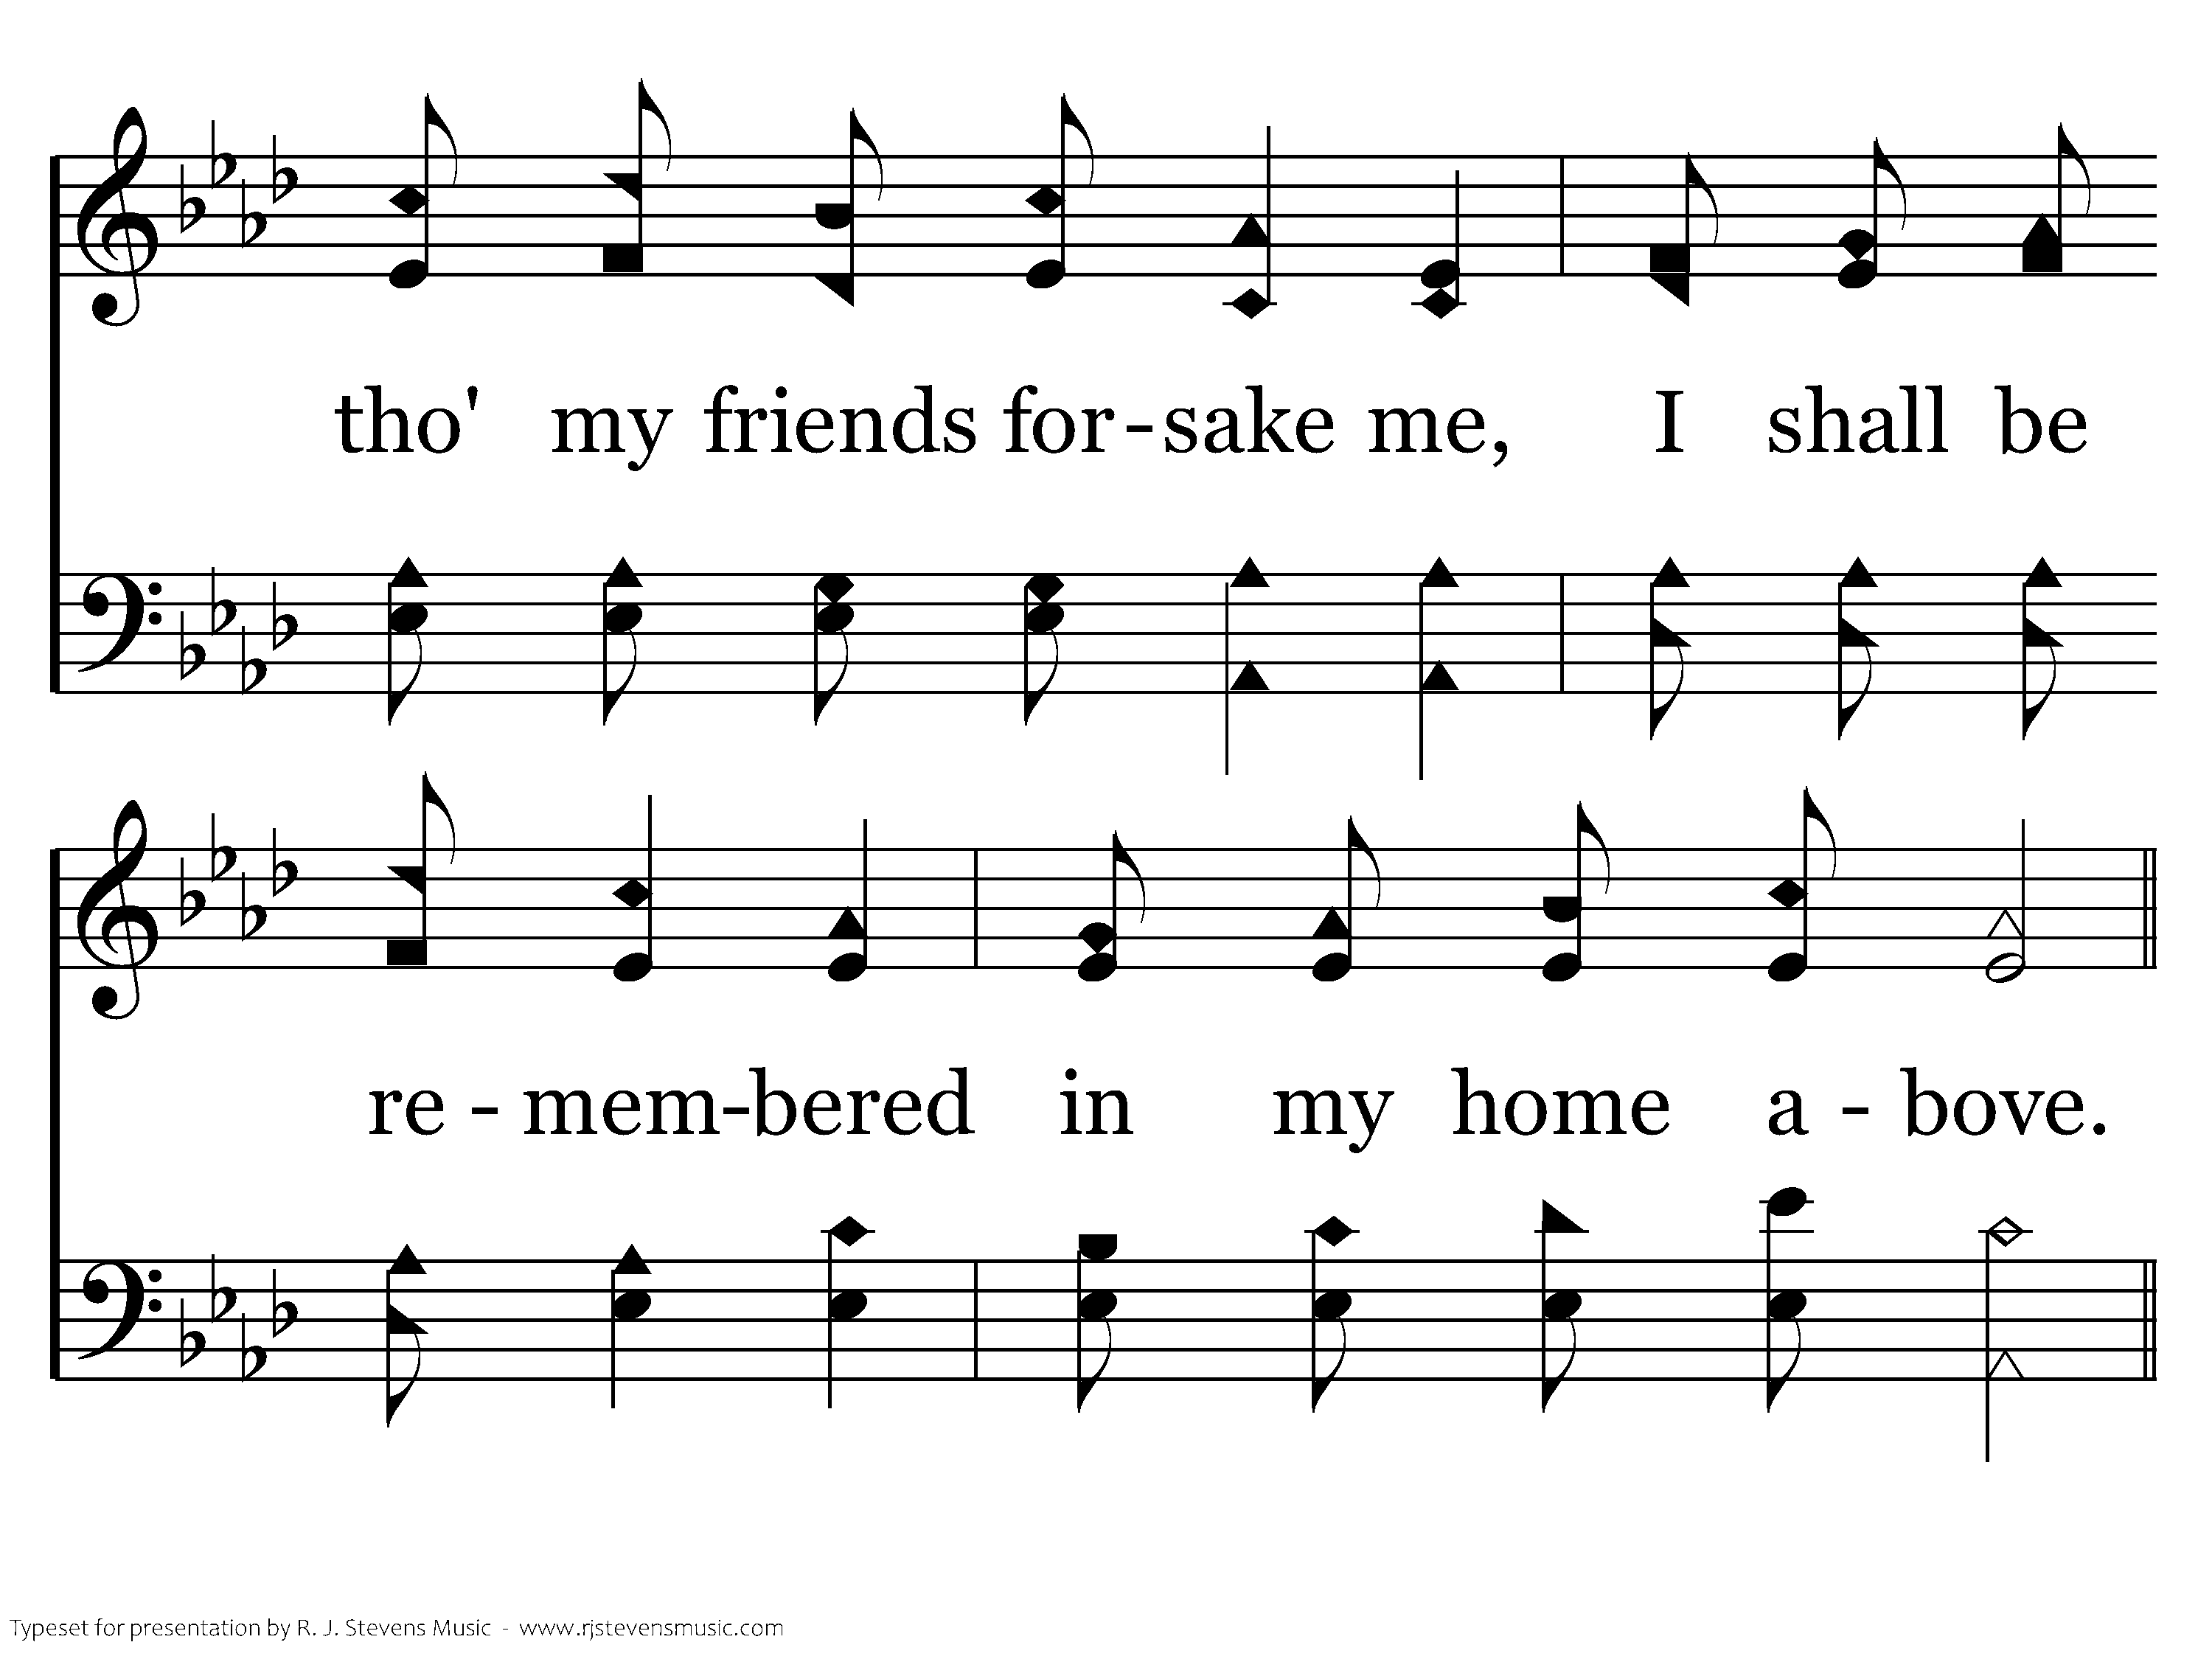 tho' my friends for-sake me, I shall be
re - mem-bered in my home a - bove.
Typeset for presentation by R. J. Stevens Music - www.rjstevensmusic.com